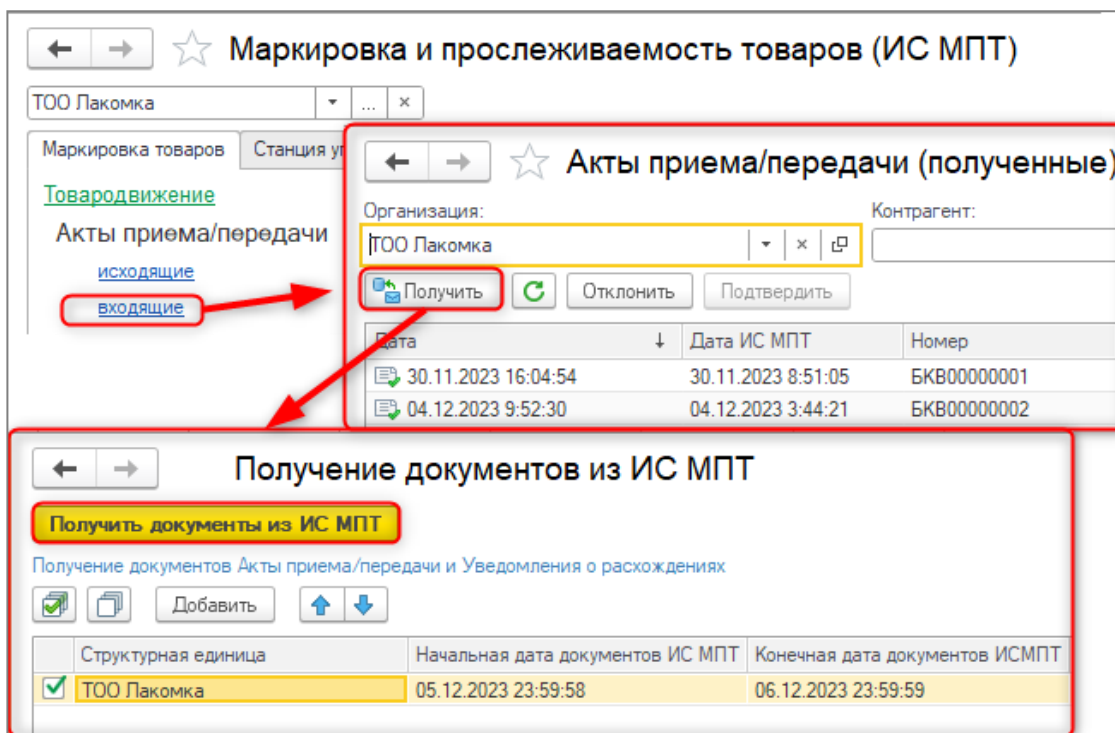 Маркировка и прослеживаемость товаров (ИС МПТ)
ТОО Лакомка
Маркировка товаров
Станция
Товародвижение
Акты приема/передачи
исходящие
входящие
Акты приема/передачи (полученные)
Организация:
Контрагент:
ТОО Лакомка
Получить
Отклонить
Подтвердить
Дата
Дата ИС МПТ
Номер
30.11.2023 16:04:54
30.11.2023 8:51:05
БКВ00000001
04.12.2023 9:52:30
04.12.2023 3:44:21
БКВ00000002
Получение документов из ИС МПТ
Получить документы из ИС МПТ
Получение документов Акты приема/передачи и Уведомления о расхождениях
Добавить
Структурная единица
Начальная дата документов ИС МПТ
Конечная дата документов ИСМПТ
ТОО Лакомка
05.12.2023 23:59:58
06.12.2023 23:59:59